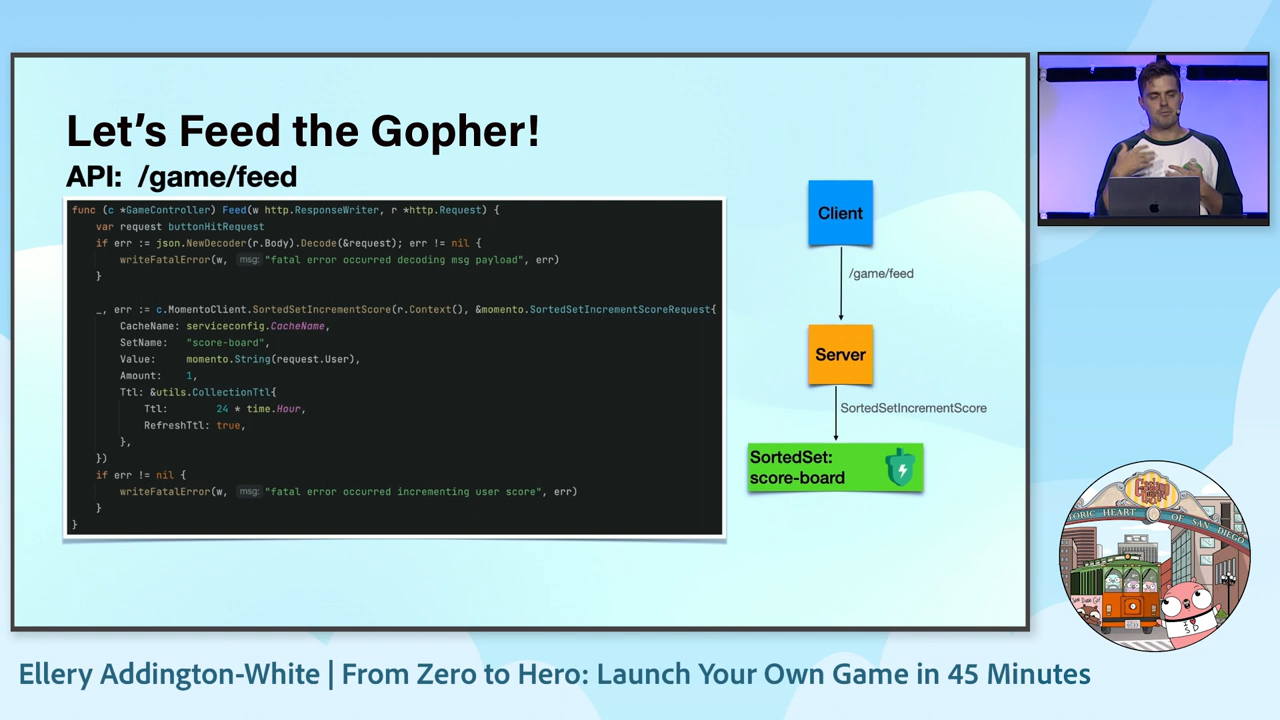 Let's Feed the Gopher!
API: /game/feed
func (c *GameController) Feed(w http.ResponseWriter, r *http.Request) {
var request buttonHitRequest
if err := json.NewDecoder(r.Body).Decode(&request); err != nil {
writeFatalError(w, msg: "fatal error occurred decoding msg payload", err)
}
_, err := c.MomentoClient.SortedSetIncrementScore(r.Context(), &momento.SortedSetIncrementScoreRequest{
CacheName: serviceconfig.CacheName,
SetName: "score-board",
Value: momento.String(request.User),
Amount: 1,
Ttl: &utils.CollectionTtl{
Ttl: 24 * time.Hour,
RefreshTtl: true,
},
})
if err != nil {
writeFatalError(w, msg: "fatal error occurred incrementing user score", err)
}
}
Client
/game/feed
Server
SortedSetIncrementScore
SortedSet:
score-board
TORIC HEART OF SAN DIEGO
Ellery Addington-White | From Zero to Hero: Launch Your Own Game in 45 Minutes